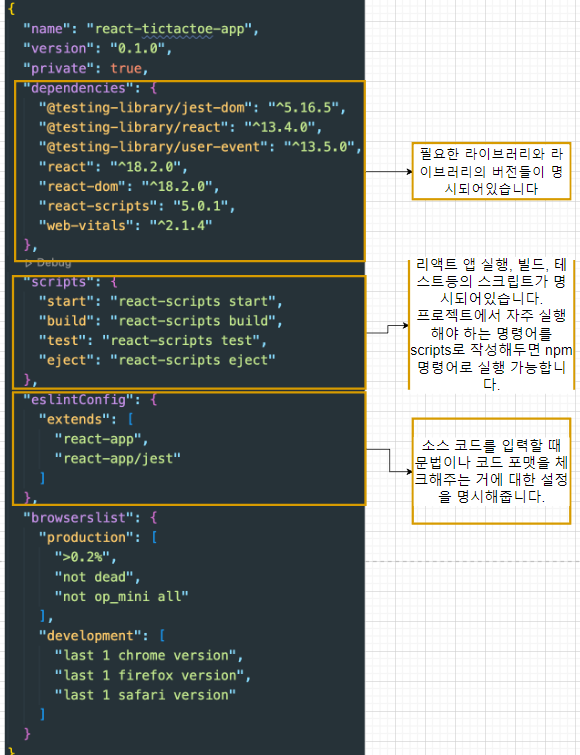 {
"name": "react-tictactoe-app",
"version": "0.1.0",
"private": true,
"dependencies": {
"@testing-library/jest-dom": "^5.16.5",
"@testing-library/react": "^13.4.0",
"@testing-library/user-event": "^13.5.0",
"react": "^18.2.0",
"react-dom": "^18.2.0",
"react-scripts": "5.0.1",
"web-vitals": "^2.1.4"
},
필요한 라이브러리와 라
이브러리의 버전들이 명
시되어있습니다
▷ Debug
"scripts": {
"start": "react-scripts start",
"build": "react-scripts build",
"test": "react-scripts test",
"eject": "react-scripts eject"
},
리액트 앱 실행, 빌드, 테
스트등의 스크립트가 명
시되어있습니다.
프로젝트에서 자주 실행
해야 하는 명령어를
scripts로 작성해두면 npm
명령어로 실행 가능합니
다.
"eslintConfig": {
"extends": [
"react-app",
"react-app/jest"
]
},
소스 코드를 입력할 때
문법이나 코드 포맷을 체
크해주는 거에 대한 설정
을 명시해줍니다.
"browserslist": {
"production": [
">0.2%",
"not dead",
"not op_mini all"
],
"development": [
"last 1 chrome version",
"last 1 firefox version",
"last 1 safari version"
]
}
}